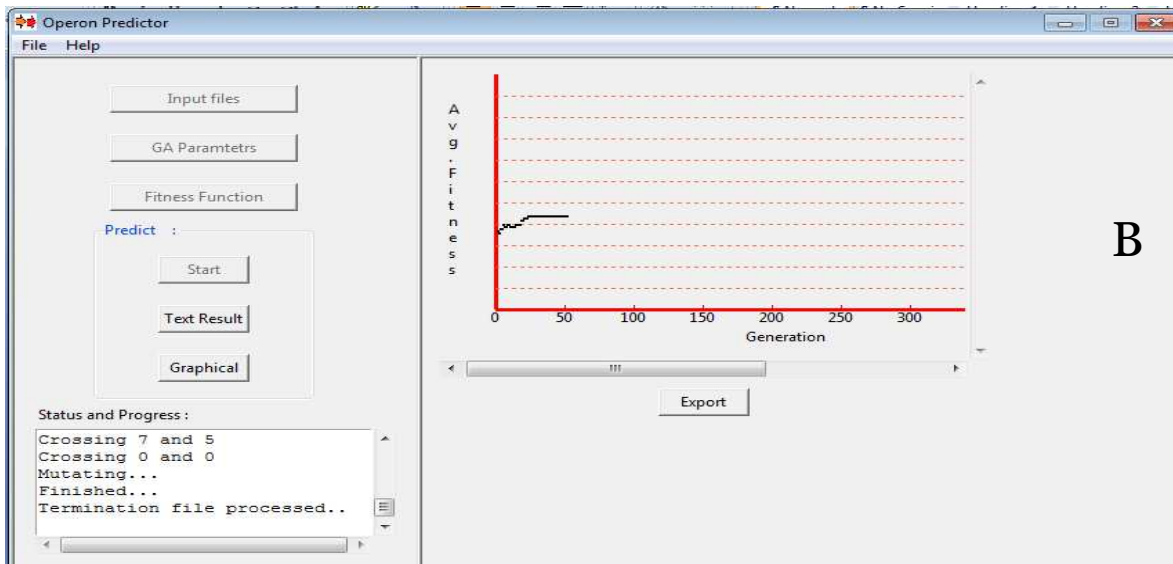 Operon Predictor
File Help
Input files
GA Paramtetrs
Fitness Function
Predict :
Start
Text Result
Graphical
Status and Progress :
Crossing 7 and 5
Crossing 0 and 0
Mutating...
Finished...
Termination file processed..
Avg. Fitness
0 50 100 150 200 250 300
Generation
Export
B